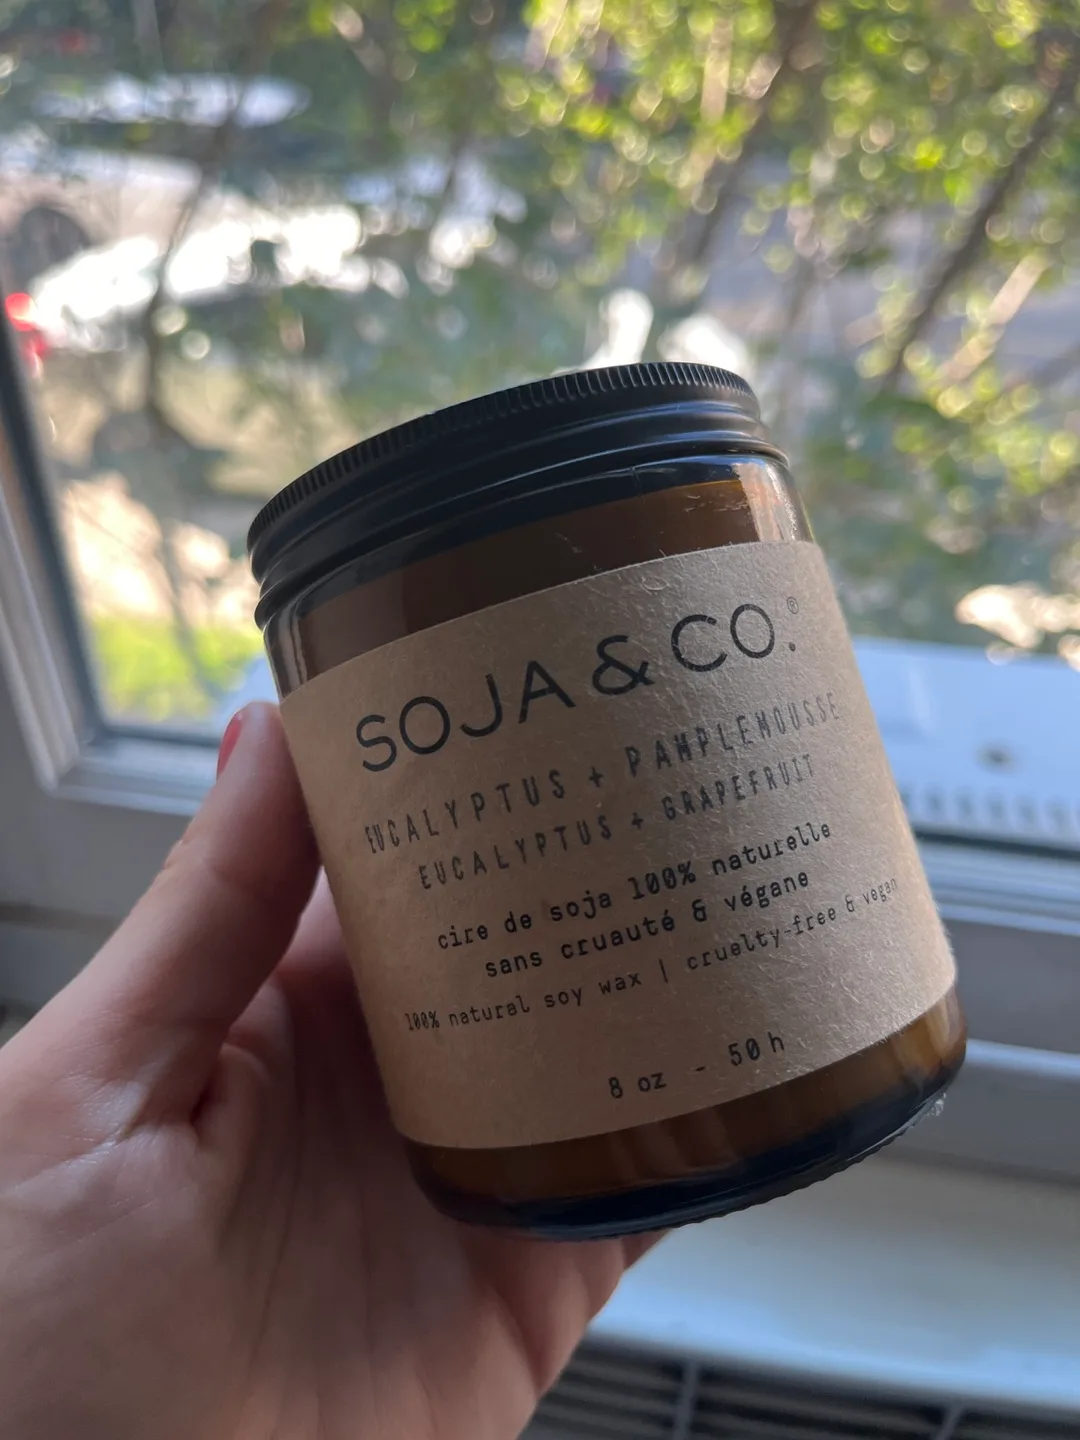 SOJA & CO.®
EUCALYPTUS + PAMPLEMOUSSE
EUCALYPTUS + GRAPEFRUIT
cire de soja 100% naturelle
sans cruauté & végane
100% natural soy wax | cruelty-free & vegan
8 oz - 50 h